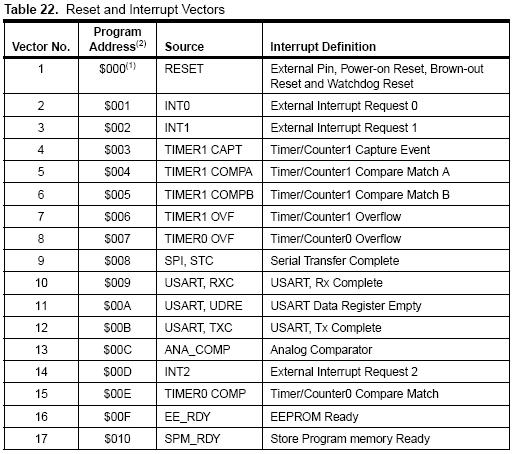 Table 22. Reset and Interrupt Vectors
Vector No. Program Address(2) Source Interrupt Definition
1 $000(1) RESET External Pin, Power-on Reset, Brown-out
Reset and Watchdog Reset
2 $001 INT0 External Interrupt Request 0
3 $002 INT1 External Interrupt Request 1
4 $003 TIMER1 CAPT Timer/Counter1 Capture Event
5 $004 TIMER1 COMPA Timer/Counter1 Compare Match A
6 $005 TIMER1 COMPB Timer/Counter1 Compare Match B
7 $006 TIMER1 OVF Timer/Counter1 Overflow
8 $007 TIMER0 OVF Timer/Counter0 Overflow
9 $008 SPI, STC Serial Transfer Complete
10 $009 USART, RXC USART, Rx Complete
11 $00A USART, UDRE USART Data Register Empty
12 $00B USART, TXC USART, Tx Complete
13 $00C ANA_COMP Analog Comparator
14 $00D INT2 External Interrupt Request 2
15 $00E TIMER0 COMP Timer/Counter0 Compare Match
16 $00F EE_RDY EEPROM Ready
17 $010 SPM_RDY Store Program memory Ready